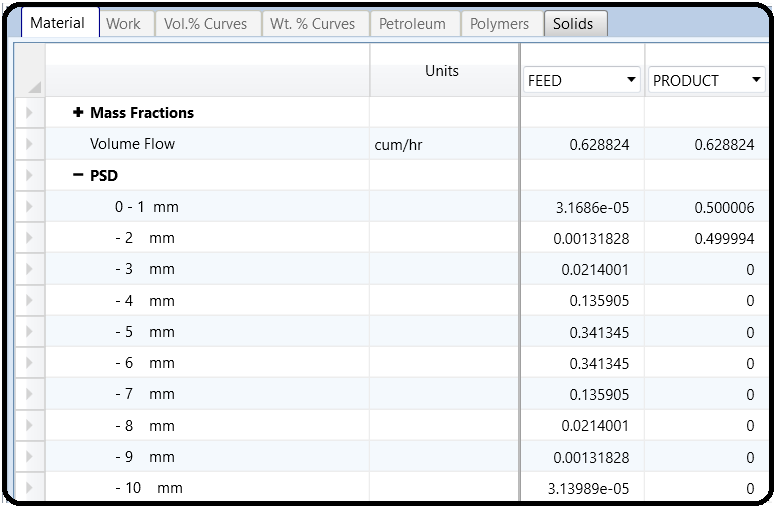 Material Work Vol.% Curves Wt. % Curves Petroleum Polymers Solids
Units FEED PRODUCT
+ Mass Fractions
Volume Flow cum/hr 0.628824 0.628824
− PSD
0 - 1 mm 3.1686e-05 0.500006
- 2 mm 0.00131828 0.499994
- 3 mm 0.0214001 0
- 4 mm 0.135905 0
- 5 mm 0.341345 0
- 6 mm 0.341345 0
- 7 mm 0.135905 0
- 8 mm 0.0214001 0
- 9 mm 0.00131828 0
- 10 mm 3.13989e-05 0